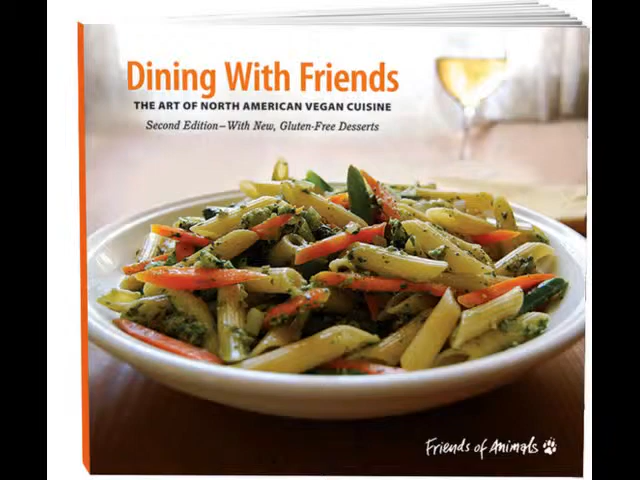 Dining With Friends
THE ART OF NORTH AMERICAN VEGAN CUISINE
Second Edition–With New, Gluten-Free Desserts
Friends of Animals